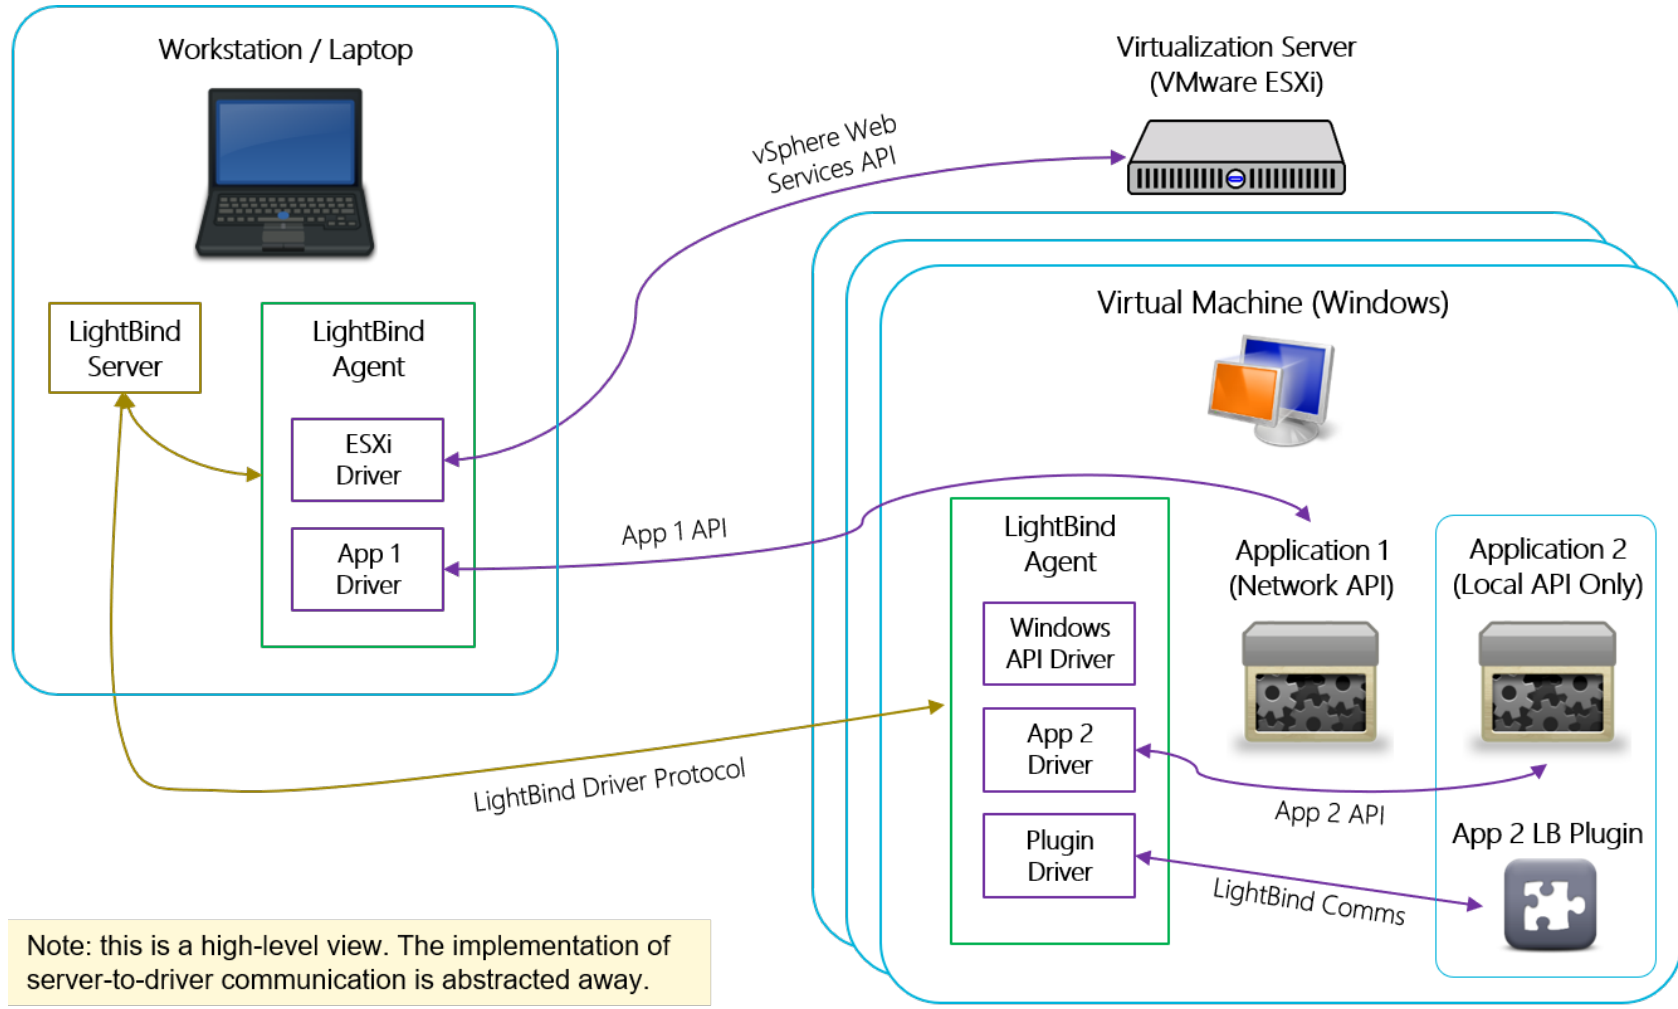 Workstation / Laptop
Virtualization Server
(VMware ESXi)
vSphere Web
Services API
LightBind
Server
LightBind
Agent
ESXi
Driver
App 1
Driver
App 1 API
LightBind Driver Protocol
Virtual Machine (Windows)
LightBind
Agent
Windows
API Driver
App 2
Driver
Plugin
Driver
Application 1
(Network API)
Application 2
(Local API Only)
App 2 API
App 2 LB Plugin
LightBind Comms
Note: this is a high-level view. The implementation of
server-to-driver communication is abstracted away.